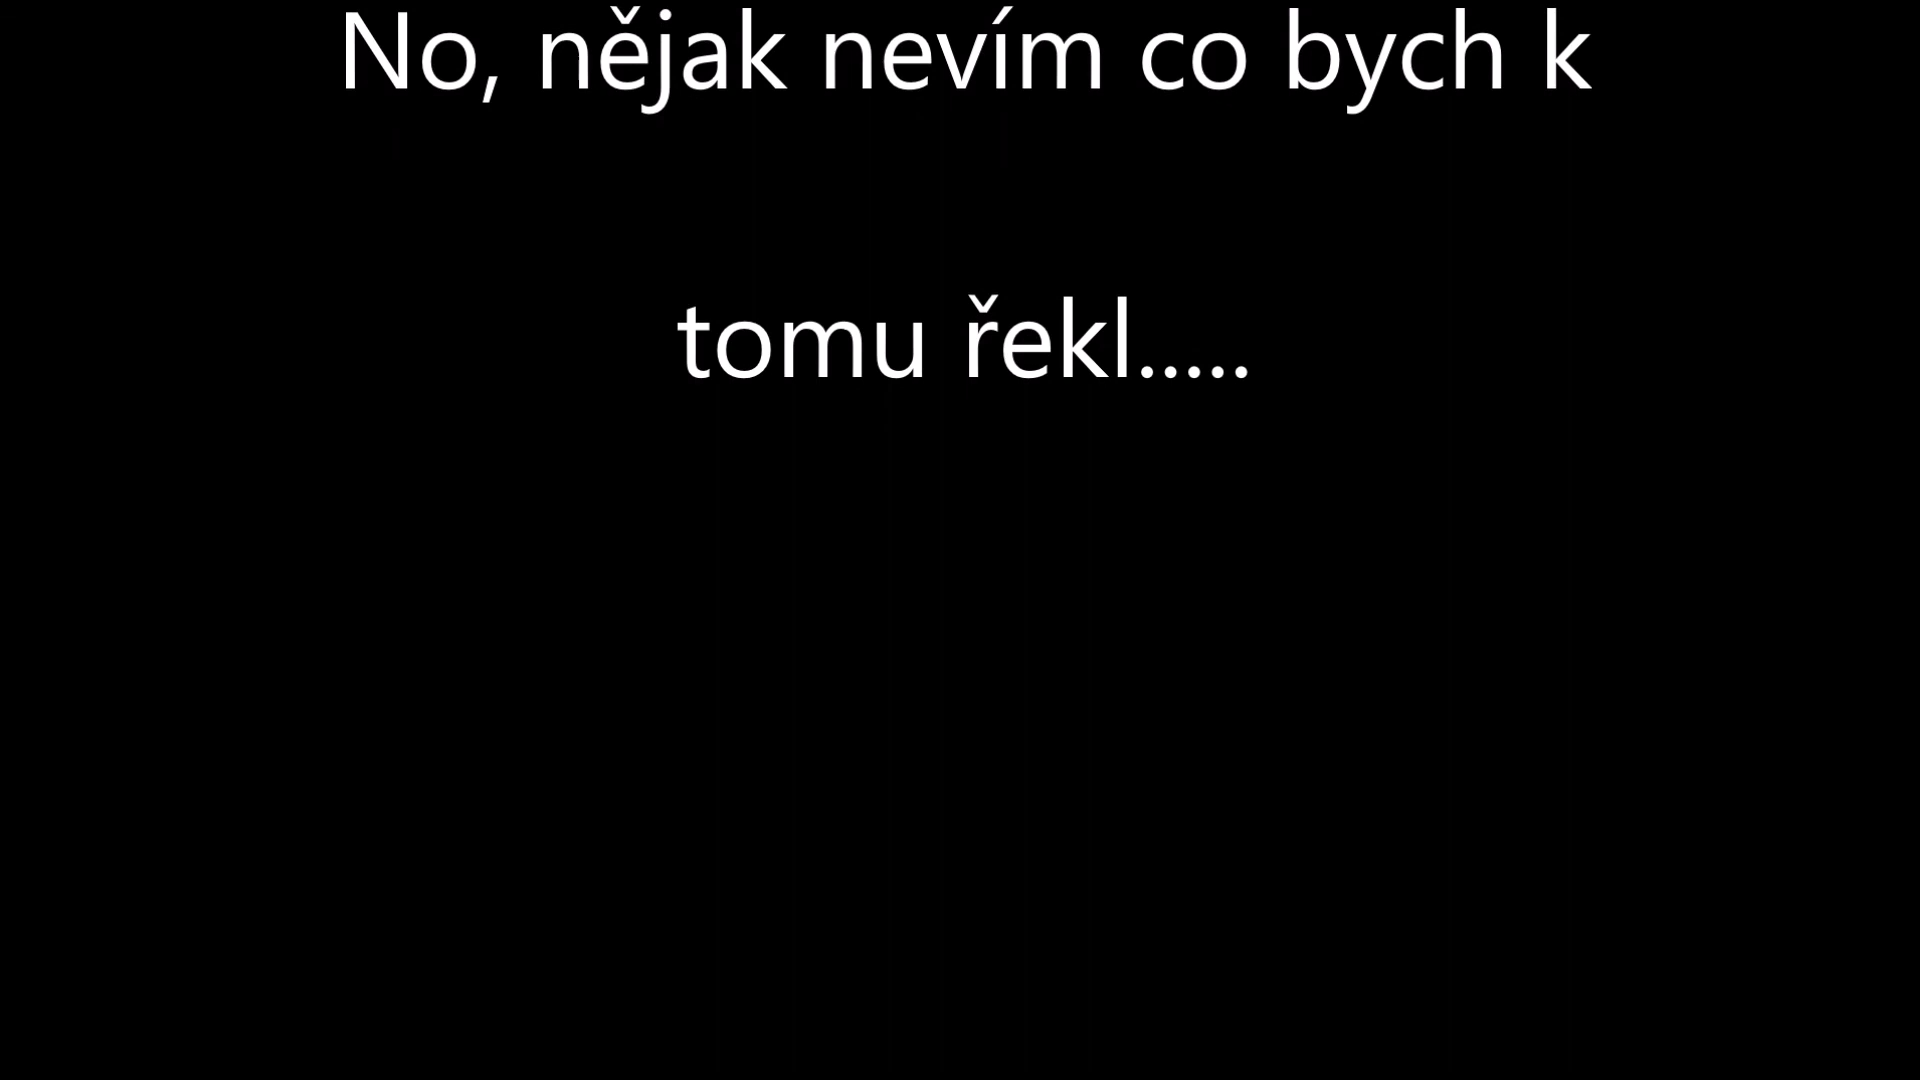 No, nějak nevím co bych k
tomu řekl.....